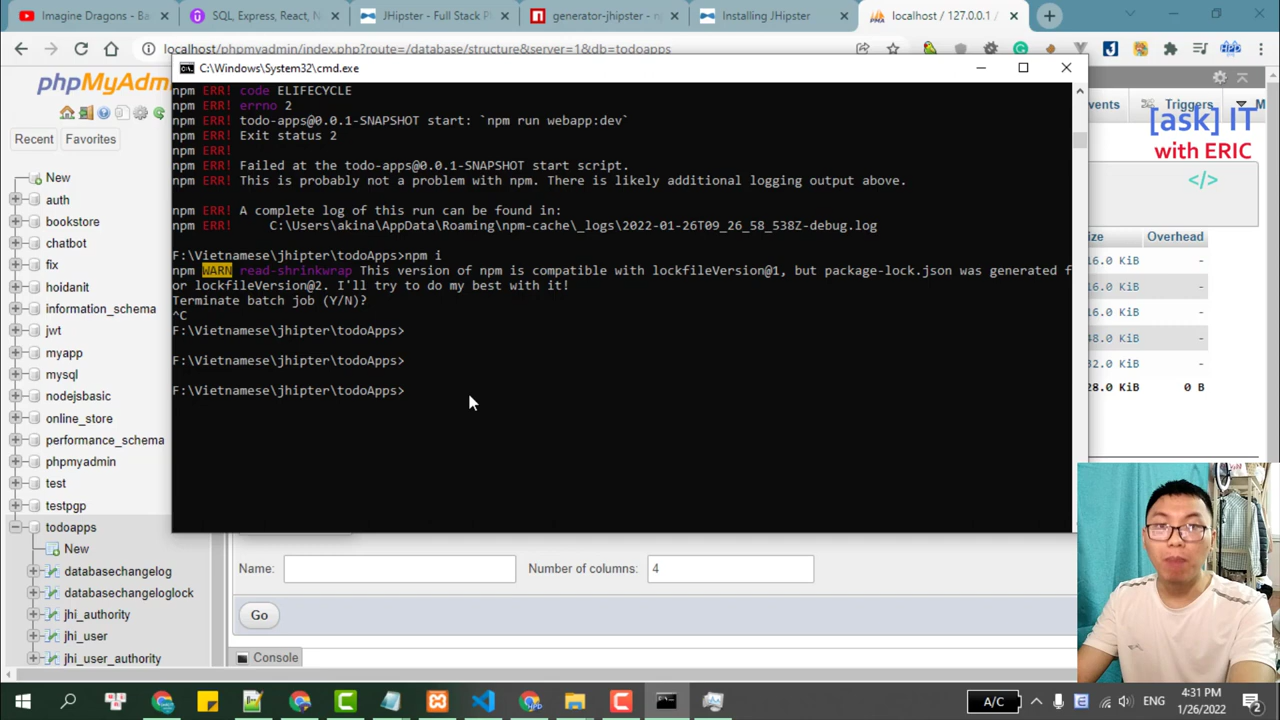 Imagine Dragons - Ba
SQL, Express, React, N
JHipster - Full Stack P
generator-jhipster - n
Installing JHipster
localhost / 127.0.0.1 /
localhost/phpmyadmin/index.php?route=/database/structure&server=1&db=todoapps
phpMyAdm
Recent
Favorites
New
auth
bookstore
chatbot
fix
hoidanit
information_schema
jwt
myapp
mysql
nodejsbasic
online_store
performance_schema
phpmyadmin
test
testpgp
todoapps
New
databasechangelog
databasechangeloglock
jhi_authority
jhi_user
jhi_user_authority
C:\Windows\System32\cmd.exe
npm ERR! code ELIFECYCLE
npm ERR! errno 2
npm ERR! todo-apps@0.0.1-SNAPSHOT start: `npm run webapp:dev`
npm ERR! Exit status 2
npm ERR!
npm ERR! Failed at the todo-apps@0.0.1-SNAPSHOT start script.
npm ERR! This is probably not a problem with npm. There is likely additional logging output above.
npm ERR! A complete log of this run can be found in:
npm ERR!     C:\Users\akina\AppData\Roaming\npm-cache\_logs\2022-01-26T09_26_58_538Z-debug.log
F:\Vietnamese\jhipter\todoApps>npm i
npm WARN read-shrinkwrap This version of npm is compatible with lockfileVersion@1, but package-lock.json was generated f
or lockfileVersion@2. I'll try to do my best with it!
Terminate batch job (Y/N)?
^C
F:\Vietnamese\jhipter\todoApps>
F:\Vietnamese\jhipter\todoApps>
F:\Vietnamese\jhipter\todoApps>
ents
Triggers
[ask] IT
with ERIC
</>
ize
Overhead
6.0 KiB
-
6.0 KiB
-
6.0 KiB
-
48.0 KiB
-
32.0 KiB
-
28.0 KiB
0 B
Name:
Number of columns:
4
Go
Console
A/C
ENG
4:31 PM
1/26/2022
2